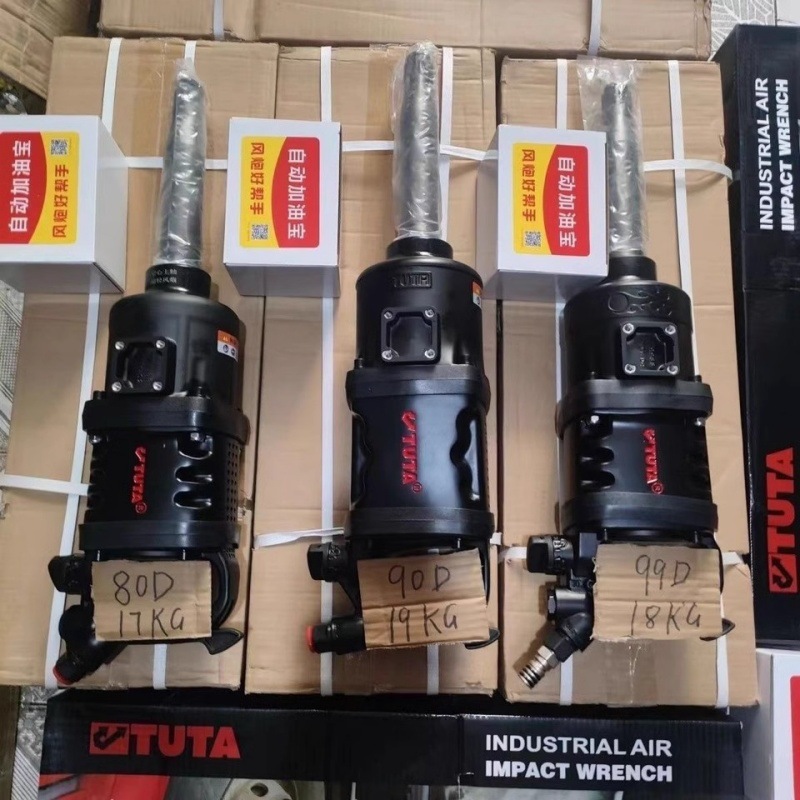 自动加油宝
风炮好帮手
自动加油宝
风炮好帮手
自动加油宝
风炮好帮手
INDUSTRIAL AIR
IMPACT WRENCH
TUTA
TUTA
TUTA®
TUTA®
TUTA®
80D
17KG
90D
19KG
99D
18KG
TUTA
INDUSTRIAL AIR
IMPACT WRENCH